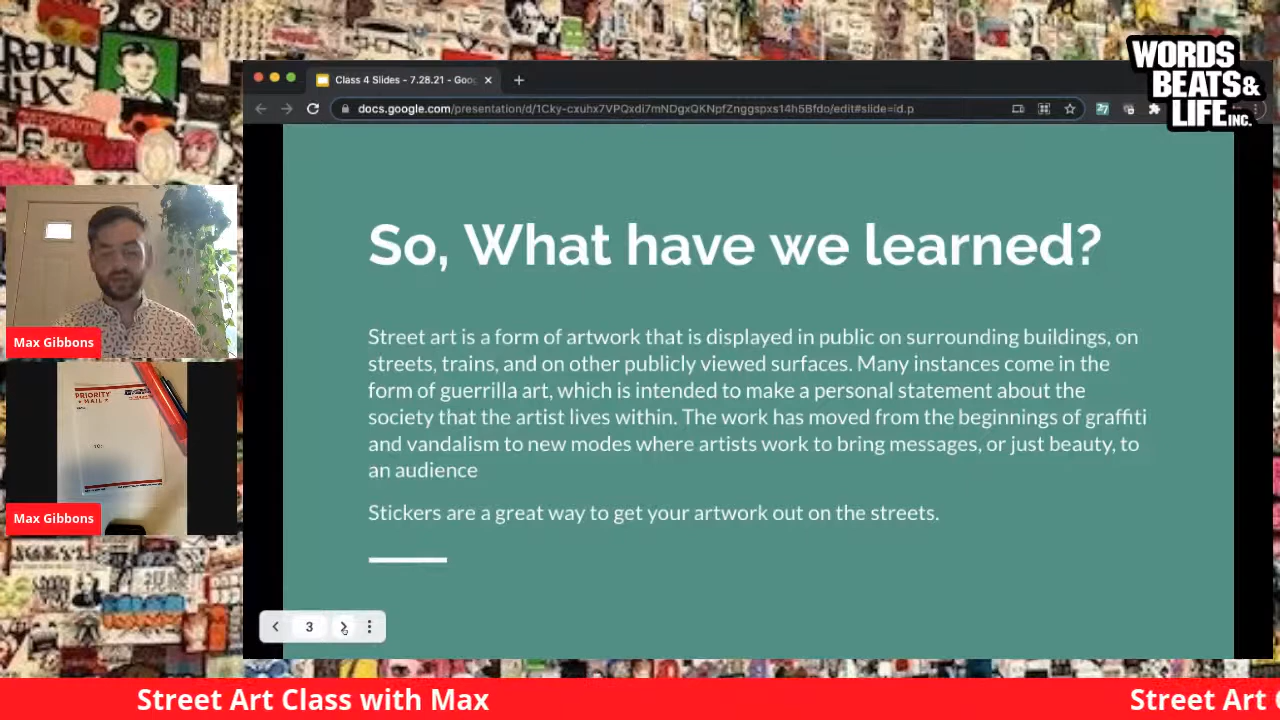 WORDS
BEATS&
LIFE INC.
Class 4 Slides - 7.28.21 - Goo
docs.google.com/presentation/d/1Cky-cxuhx7VPQxdi7mNDgxQKNpfZnggspxs14h5Bfdo/edit#slide=id.p
So, What have we learned?
Street art is a form of artwork that is displayed in public on surrounding buildings, on
streets, trains, and on other publicly viewed surfaces. Many instances come in the
form of guerrilla art, which is intended to make a personal statement about the
society that the artist lives within. The work has moved from the beginnings of graffiti
and vandalism to new modes where artists work to bring messages, or just beauty, to
an audience
Stickers are a great way to get your artwork out on the streets.
3
Max Gibbons
PRIORITY
MAIL
TO:
Max Gibbons
Street Art Class with Max
Street Art